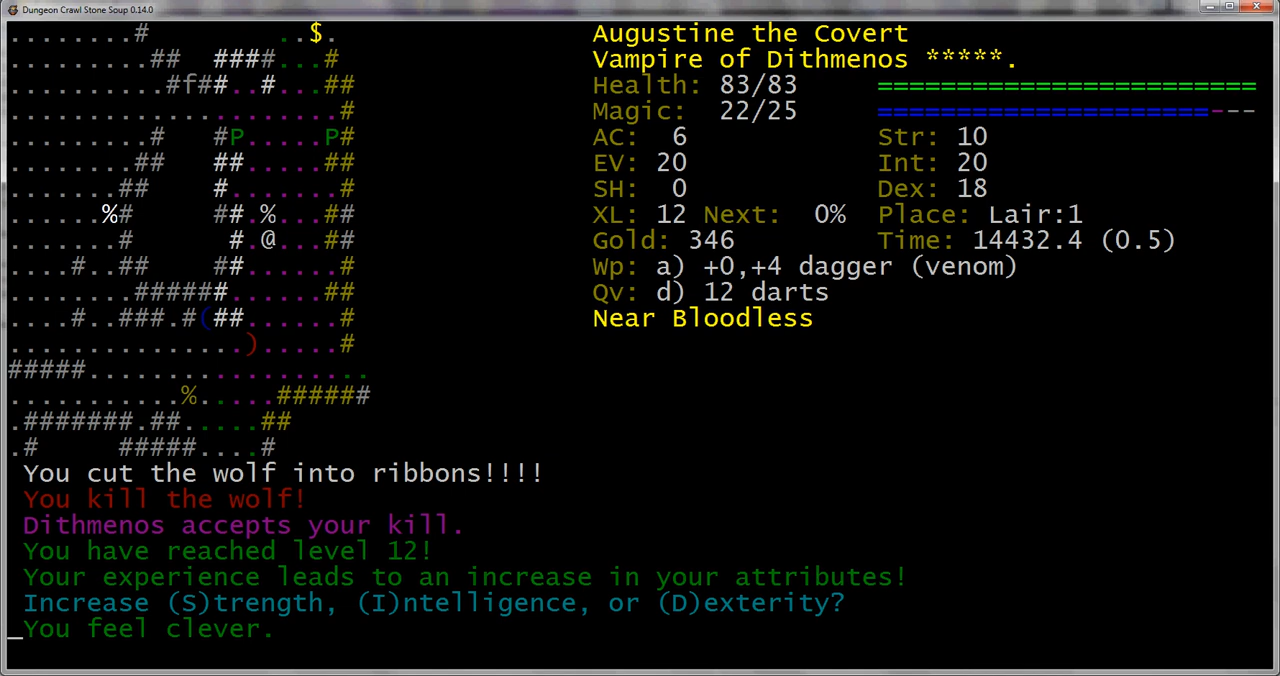 Dungeon Crawl Stone Soup 0.14.0
Augustine the Covert
Vampire of Dithmenos *****.
Health: 83/83
Magic: 22/25
AC: 6 Str: 10
EV: 20 Int: 20
SH: 0 Dex: 18
XL: 12 Next: 0% Place: Lair:1
Gold: 346 Time: 14432.4 (0.5)
Wp: a) +0,+4 dagger (venom)
Qv: d) 12 darts
Near Bloodless
You cut the wolf into ribbons!!!!
You kill the wolf!
Dithmenos accepts your kill.
You have reached level 12!
Your experience leads to an increase in your attributes!
Increase (S)trength, (I)ntelligence, or (D)exterity?
_You feel clever.